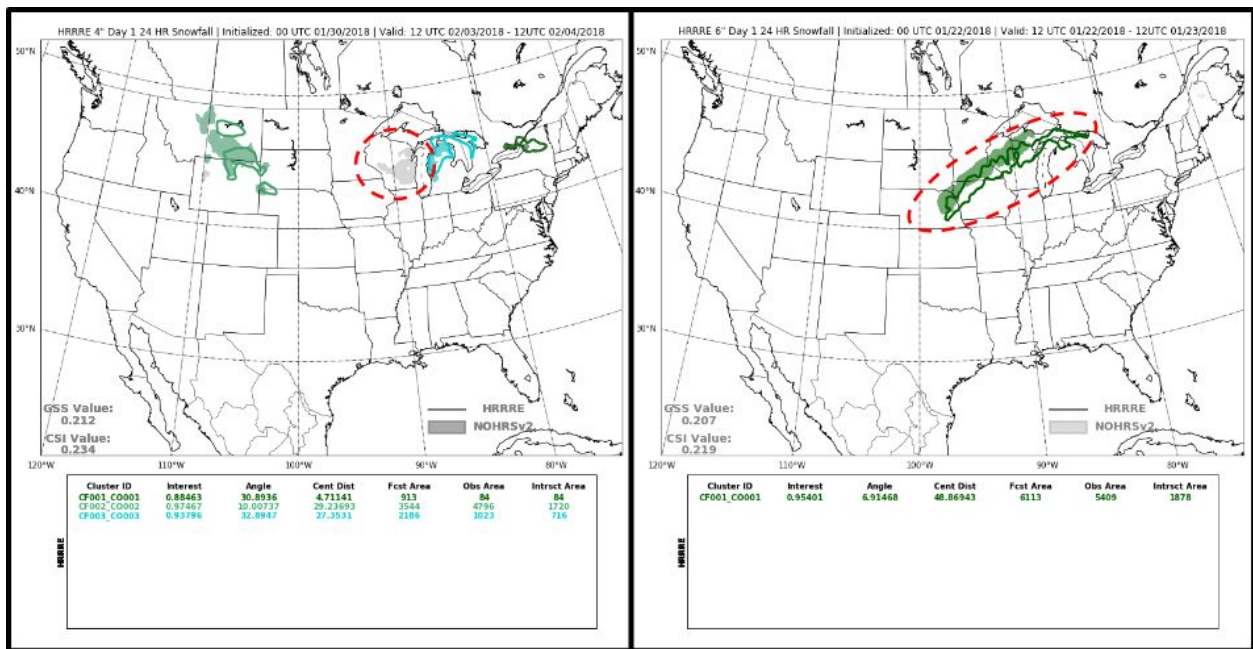 HRRRE 4" Day 1 24 HR Snowfall | Initialized: 00 UTC 01/30/2018 | Valid: 12 UTC 02/03/2018 - 12UTC 02/04/2018
50°N
40°N
30°N
GSS Value:
0.212
CSI Value:
0.234
HRRRE
NOHRSv2
120°W 110°W 100°W 90°W 80°W
Cluster ID Interest Angle Cent Dist Fcst Area Obs Area Intrsct Area
CF001_CO001 0.88463 30.8936 4.71141 913 84 84
CF002_CO002 0.97467 10.00737 29.23693 3544 4796 1720
CF003_CO003 0.93796 32.8947 27.3531 2186 1023 716
HRRRE
HRRRE 6" Day 1 24 HR Snowfall | Initialized: 00 UTC 01/22/2018 | Valid: 12 UTC 01/22/2018 - 12UTC 01/23/2018
50°N
40°N
30°N
GSS Value:
0.207
CSI Value:
0.219
HRRRE
NOHRSv2
120°W 110°W 100°W 90°W 80°W
Cluster ID Interest Angle Cent Dist Fcst Area Obs Area Intrsct Area
CF001_CO001 0.95401 6.91468 48.86943 6113 5409 1878
HRRRE